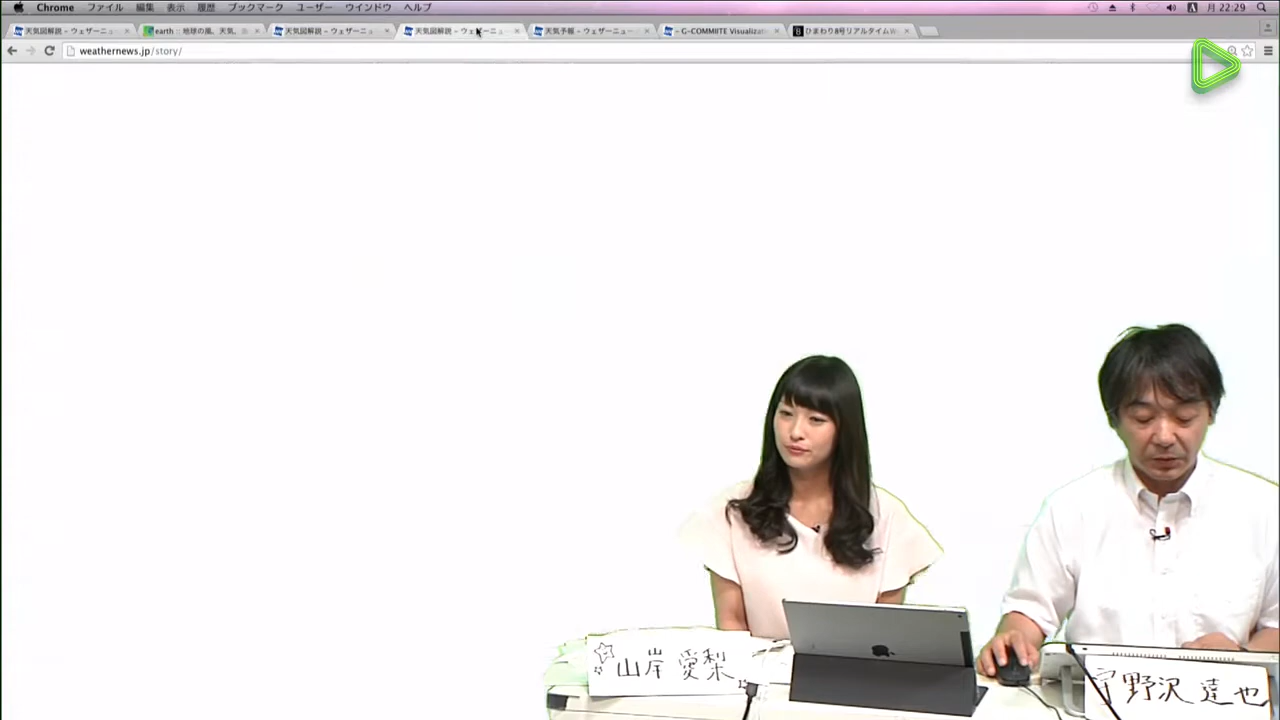 Chrome ファイル 編集 表示 履歴 ブックマーク ユーザー ウインドウ ヘルプ 月 22:29
天気図解説 - ウェザーニュ earth :: 地球の風、天気、 天気図解説 - ウェザーニュ 天気図解説 - ウェザーニュ 天気予報 - ウェザーニュー - G-COMMIITE Visualizat ひまわり8号リアルタイムW
weathernews.jp/story/
山岸 愛梨
宇野沢 達也